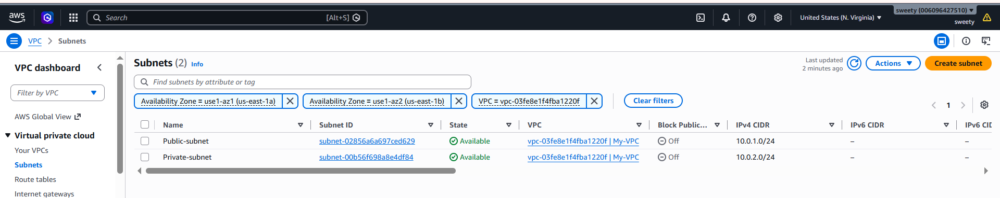 aws
Search [Alt+S]
United States (N. Virginia)
sweety (006096427510)
sweety
VPC
Subnets
VPC dashboard
Filter by VPC
AWS Global View
Virtual private cloud
Your VPCs
Subnets
Route tables
Internet gateways
Subnets (2) Info
Last updated
2 minutes ago
Actions
Create subnet
Find subnets by attribute or tag
Availability Zone = use1-az1 (us-east-1a)
Availability Zone = use1-az2 (us-east-1b)
VPC = vpc-03fe8e1f4fba1220f
Clear filters
1
Name Subnet ID State VPC Block Public... IPv4 CIDR IPv6 CIDR IPv6 CID
Public-subnet subnet-02856a6a697ced629 Available vpc-03fe8e1f4fba1220f | My-VPC Off 10.0.1.0/24 – –
Private-subnet subnet-00b56f698a8e4df84 Available vpc-03fe8e1f4fba1220f | My-VPC Off 10.0.2.0/24 – –